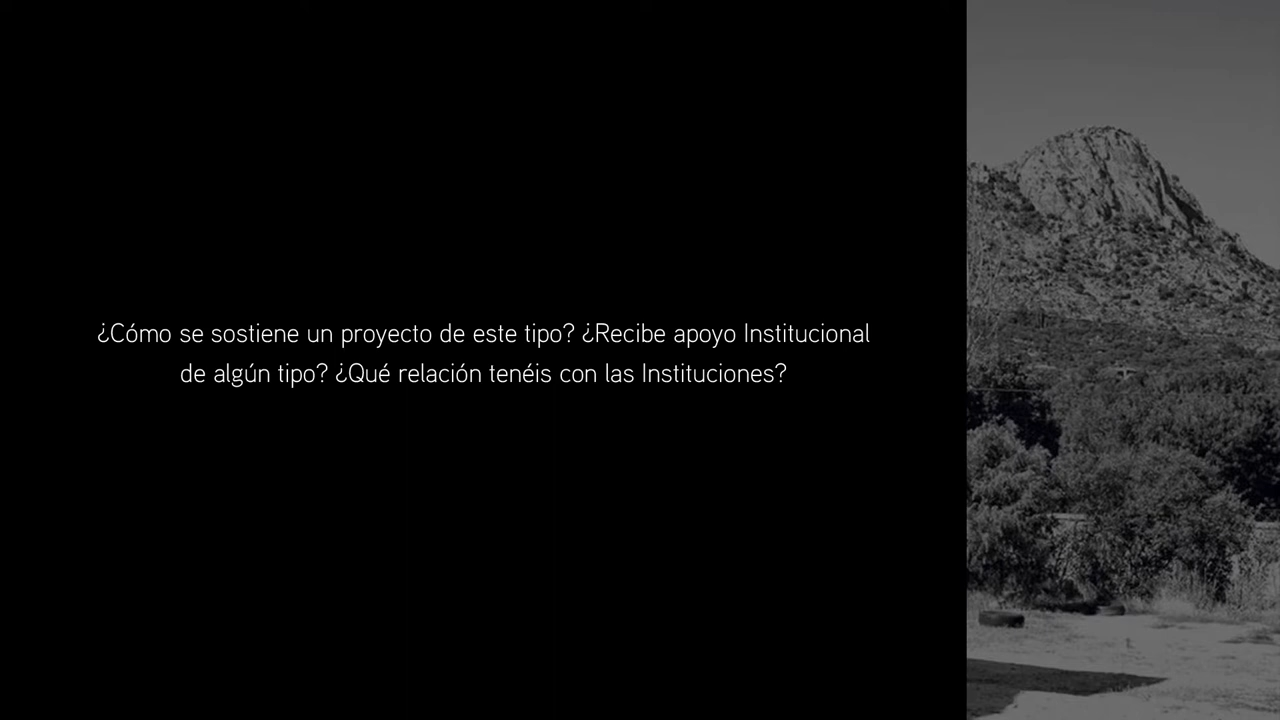 ¿Cómo se sostiene un proyecto de este tipo? ¿Recibe apoyo Institucional
de algún tipo? ¿Qué relación tenéis con las Instituciones?